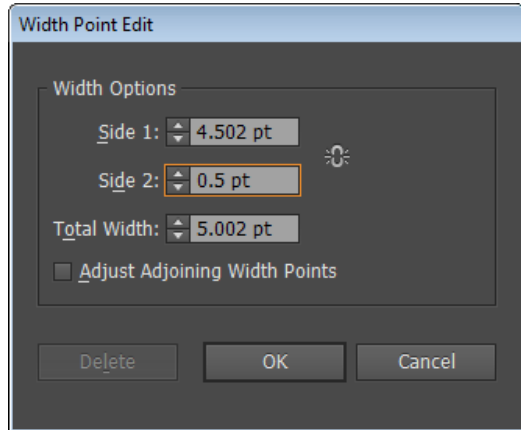 Width Point Edit
Width Options
Side 1: 4.502 pt
Side 2: 0.5 pt
Total Width: 5.002 pt
Adjust Adjoining Width Points
Delete OK Cancel